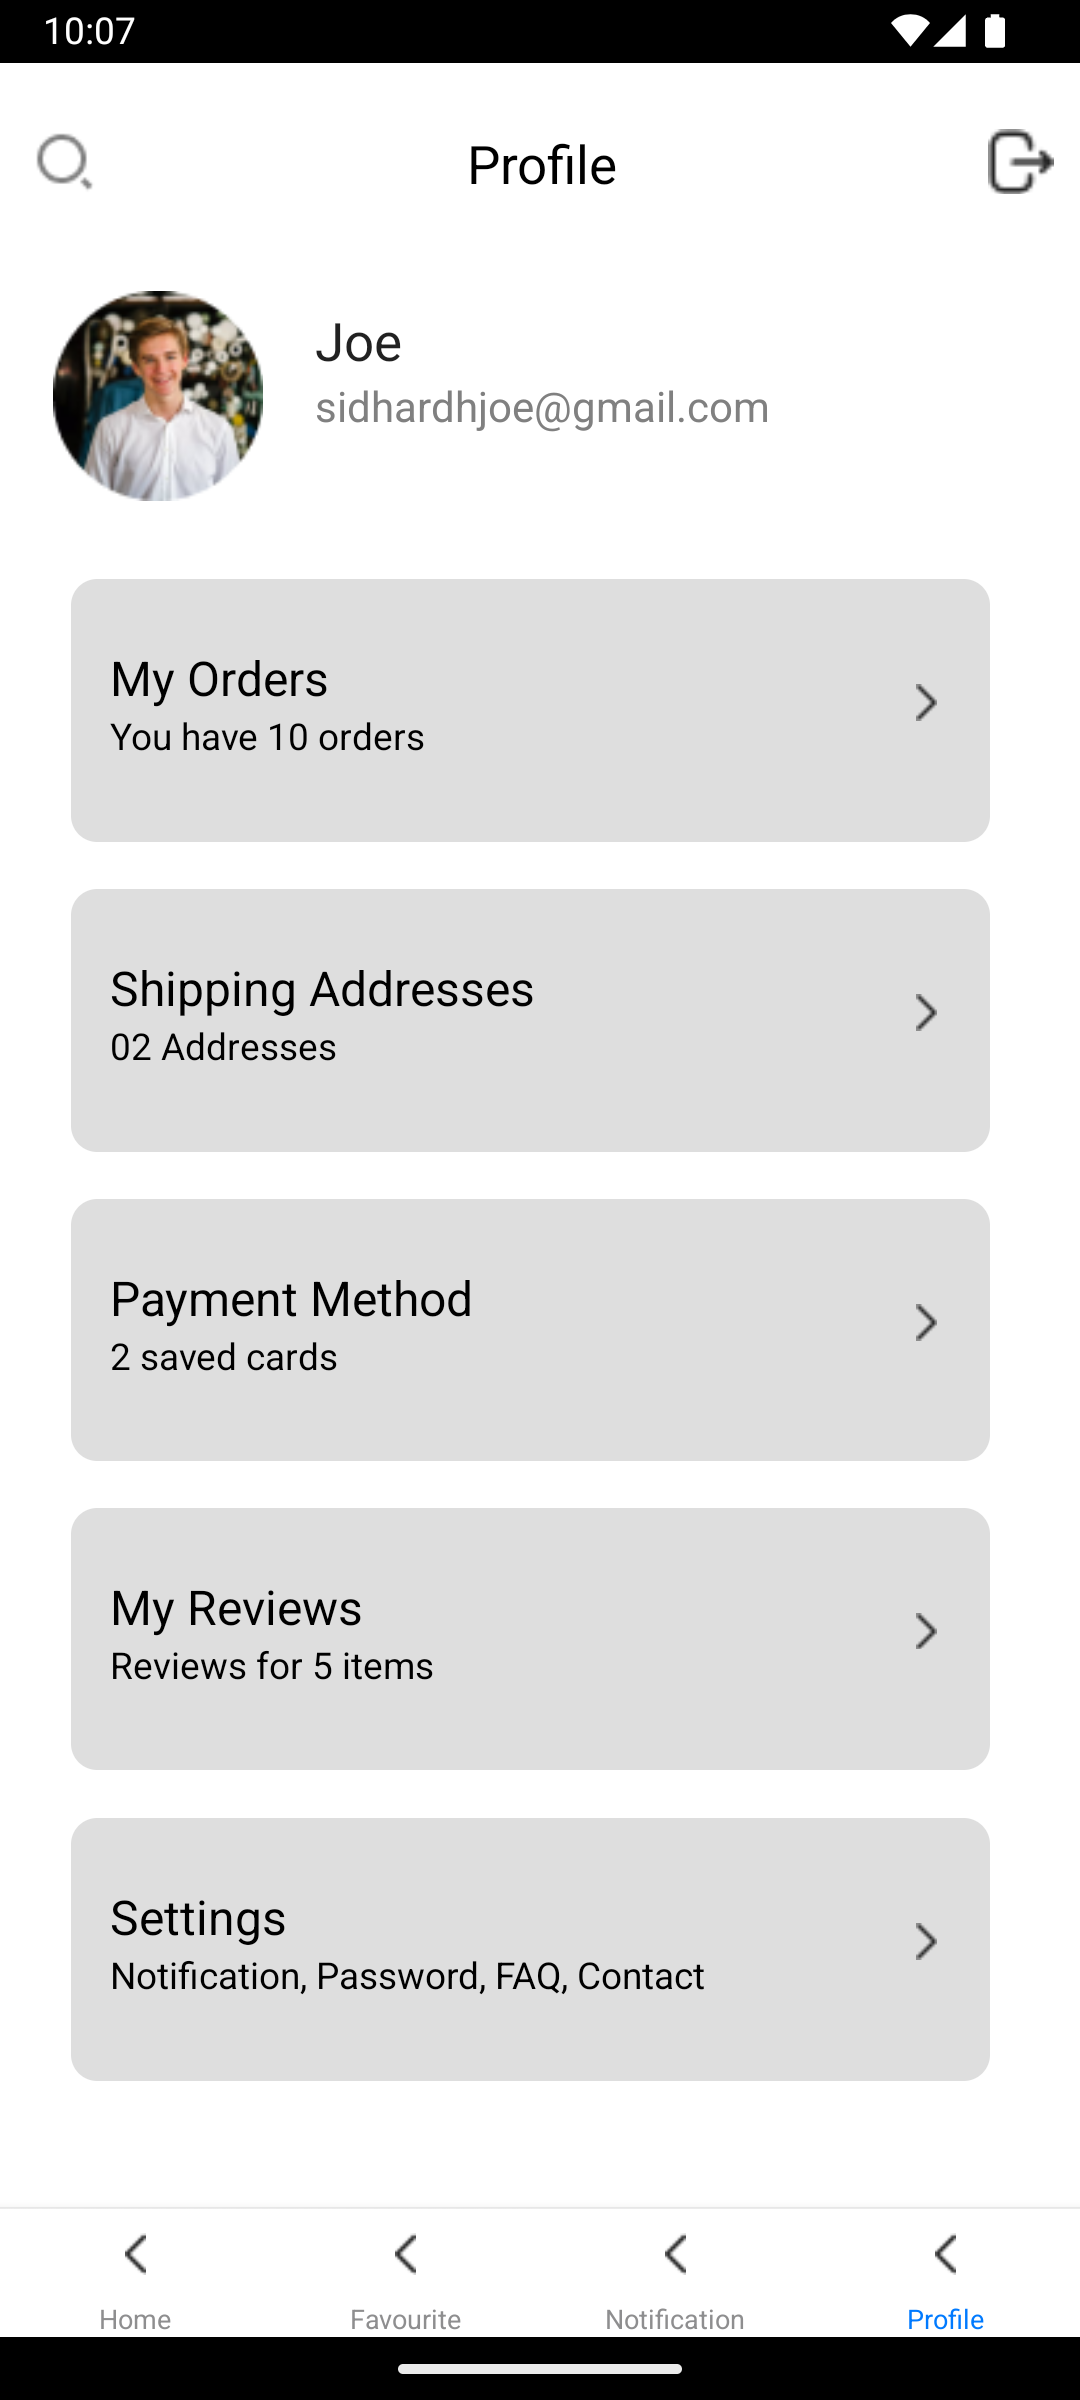 10:07
Profile
Joe
sidhardhjoe@gmail.com
My Orders
You have 10 orders
Shipping Addresses
02 Addresses
Payment Method
2 saved cards
My Reviews
Reviews for 5 items
Settings
Notification, Password, FAQ, Contact
Home
Favourite
Notification
Profile